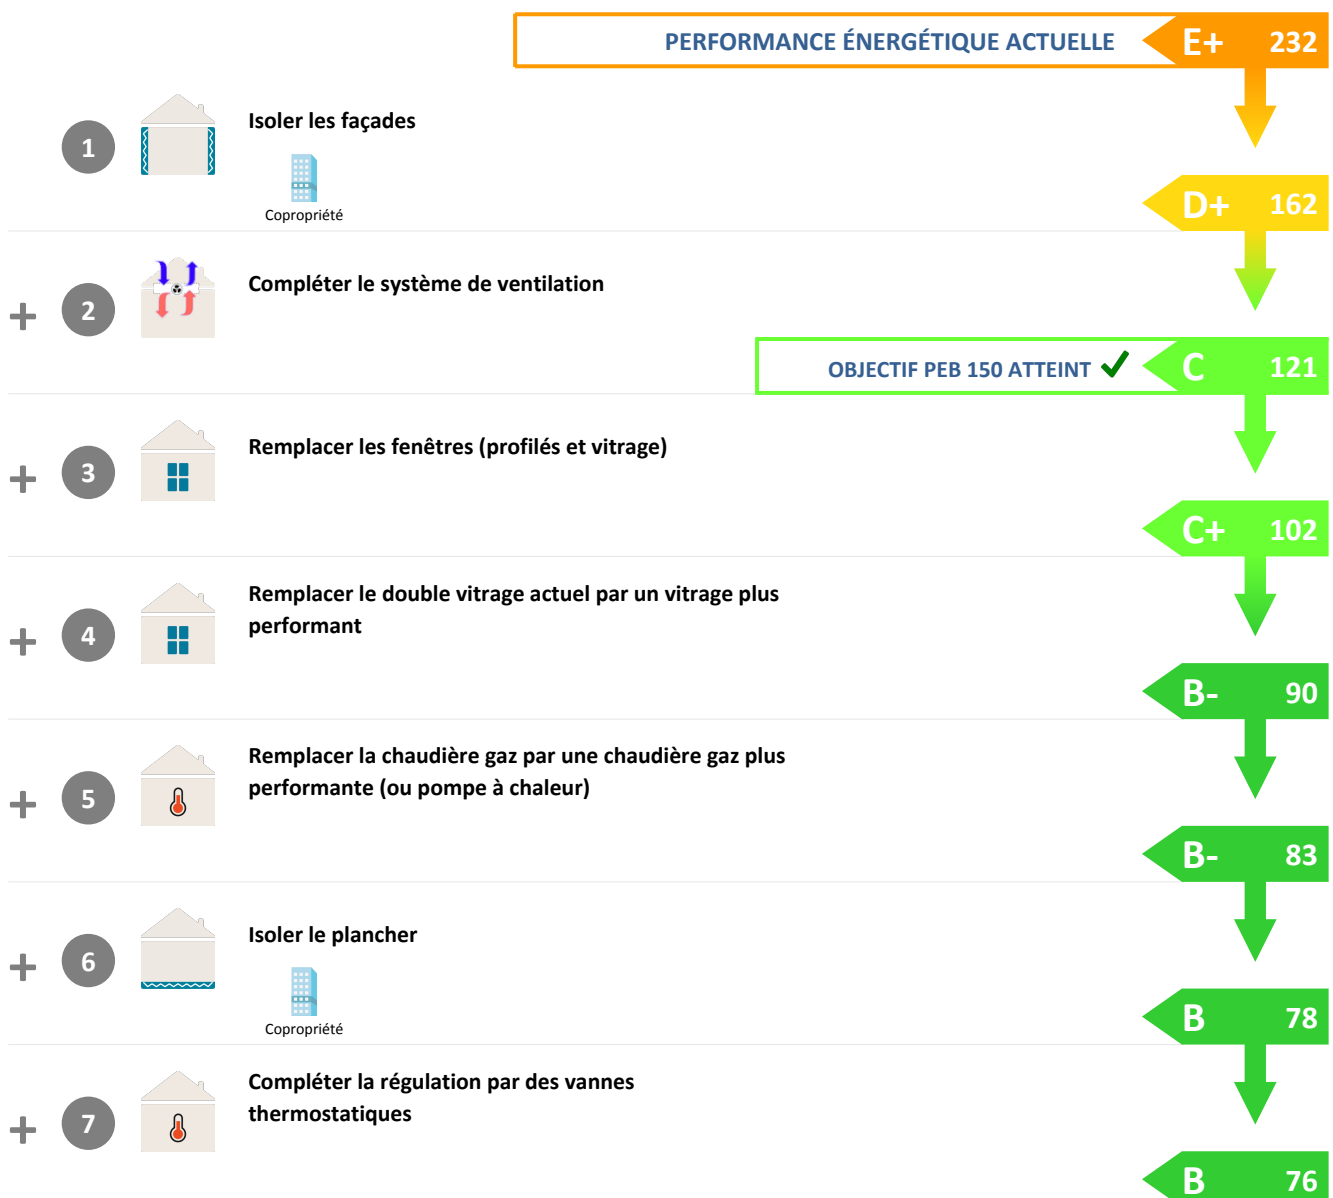 PERFORMANCE ÉNERGÉTIQUE ACTUELLE E+ 232
1 Isoler les façades
Copropriété
D+ 162
+ 2 Compléter le système de ventilation
OBJECTIF PEB 150 ATTEINT ✓ C 121
+ 3 Remplacer les fenêtres (profilés et vitrage)
C+ 102
+ 4 Remplacer le double vitrage actuel par un vitrage plus
performant
B- 90
+ 5 Remplacer la chaudière gaz par une chaudière gaz plus
performante (ou pompe à chaleur)
B- 83
+ 6 Isoler le plancher
Copropriété
B 78
+ 7 Compléter la régulation par des vannes
thermostatiques
B 76